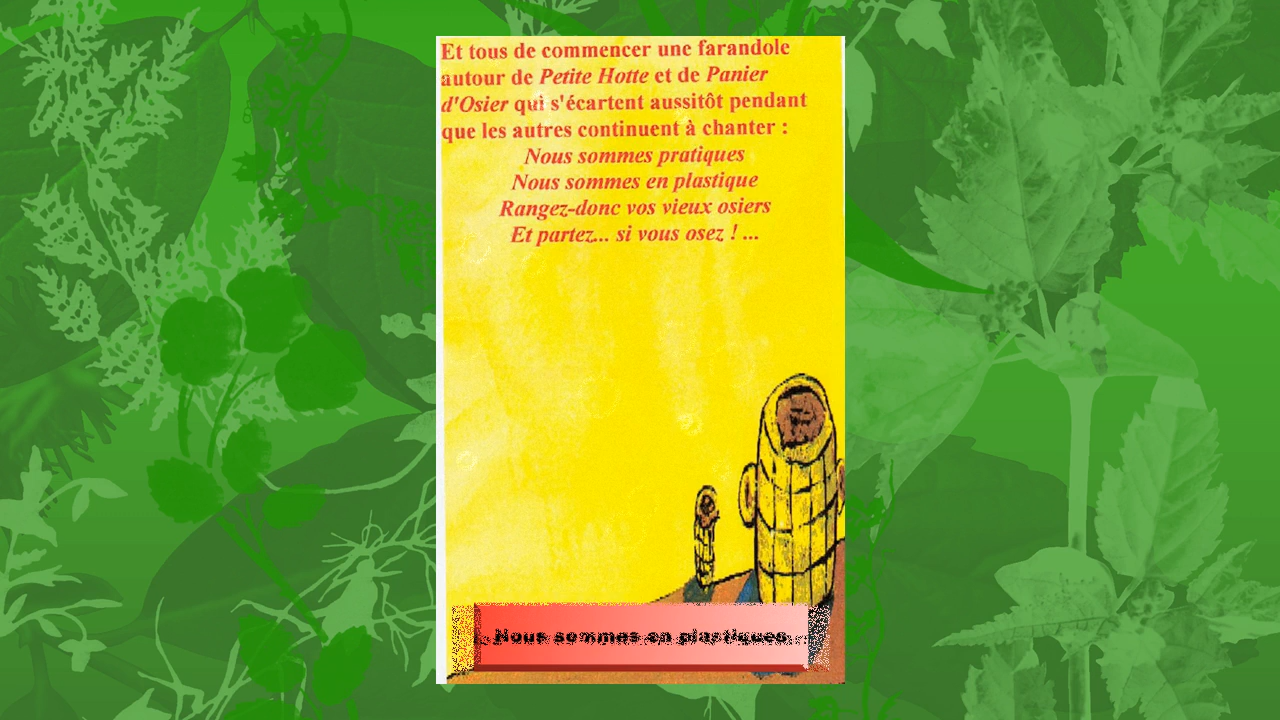 Et tous de commencer une farandole
autour de Petite Hotte et de Panier
d'Osier qui s'écartent aussitôt pendant
que les autres continuent à chanter :
Nous sommes pratiques
Nous sommes en plastique
Rangez-donc vos vieux osiers
Et partez... si vous osez ! ...
Nous sommes en plastiques